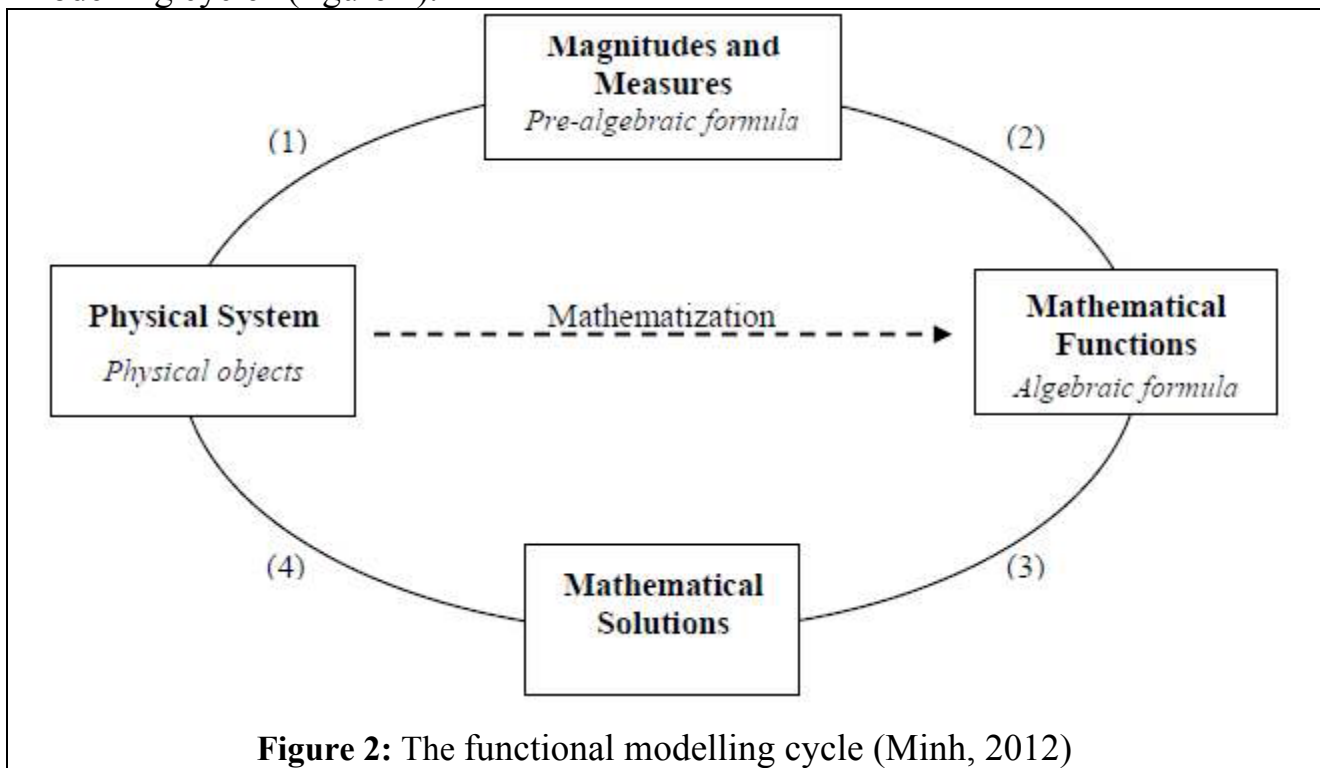 Magnitudes and
Measures
Pre-algebraic formula
(1)
(2)
Physical System
Physical objects
Mathematization
Mathematical
Functions
Algebraic formula
(4)
(3)
Mathematical
Solutions
Figure 2: The functional modelling cycle (Minh, 2012)